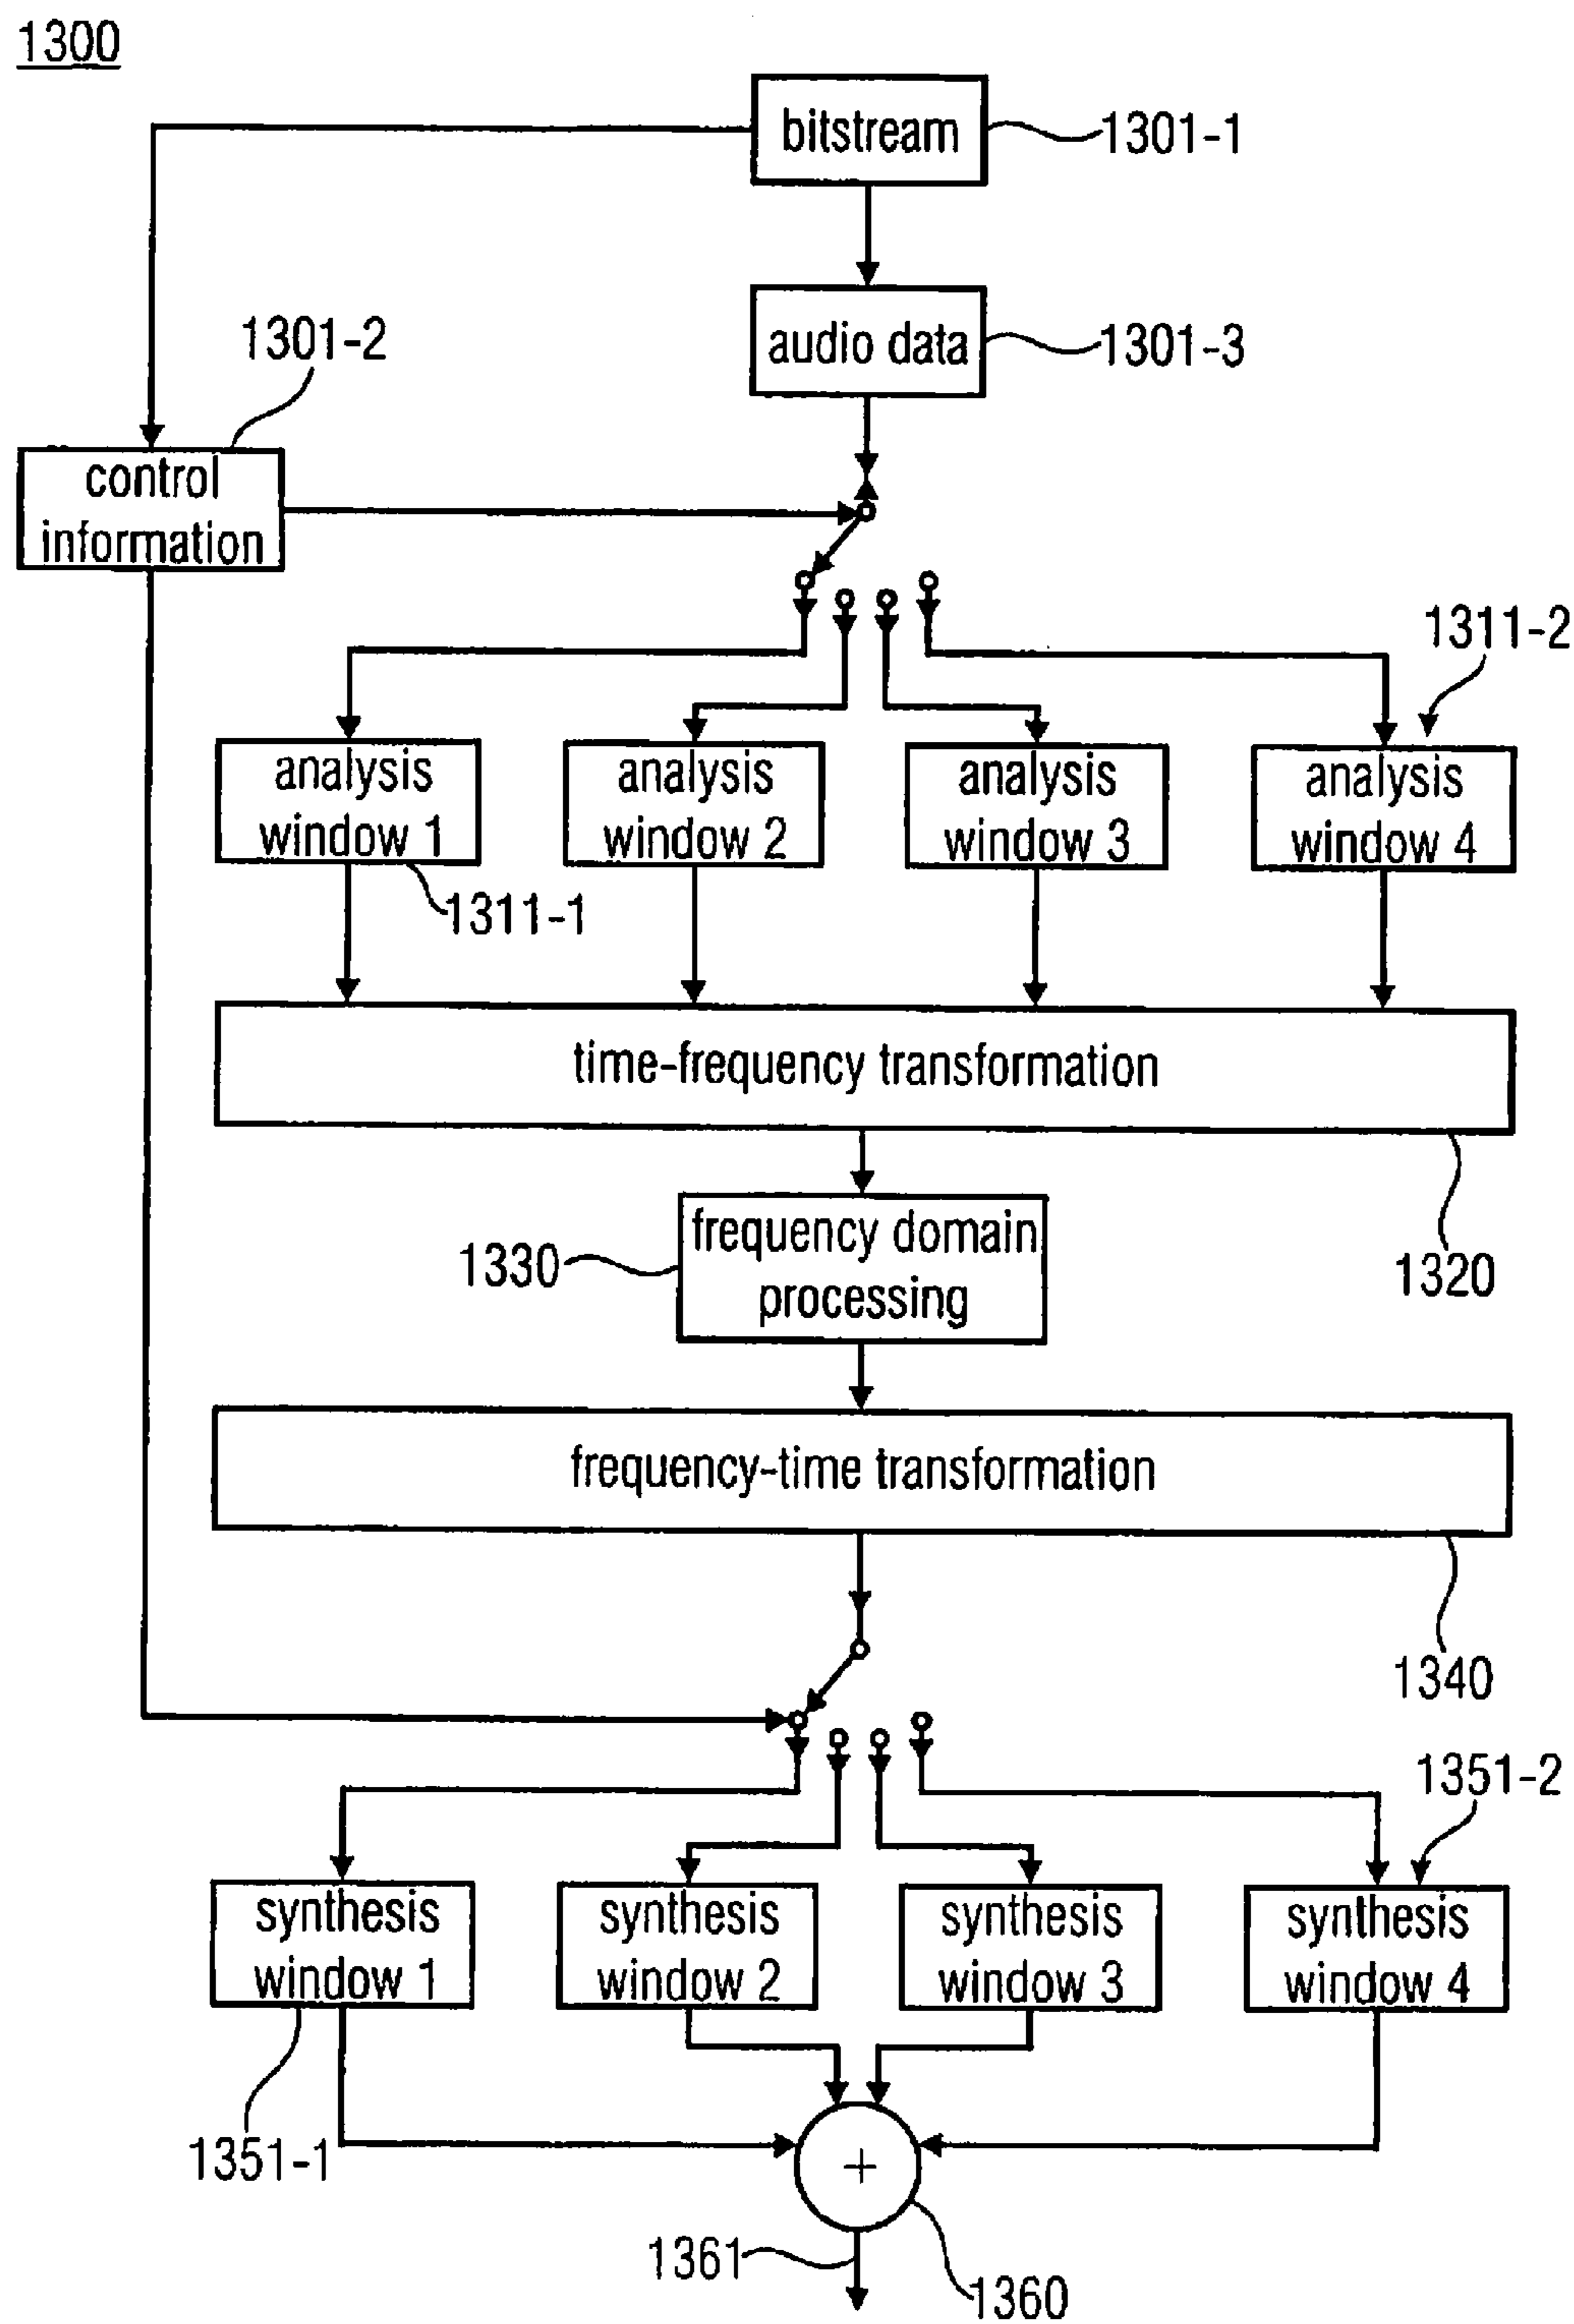 1300
bitstream
1301-1
audio data
1301-3
1301-2
control
information
1311-2
analysis
window 1
analysis
window 2
analysis
window 3
analysis
window 4
1311-1
time-frequency transformation
1320
frequency domain
processing
1330
frequency-time transformation
1340
1351-2
synthesis
window 1
synthesis
window 2
synthesis
window 3
synthesis
window 4
1351-1
+
1361
1360